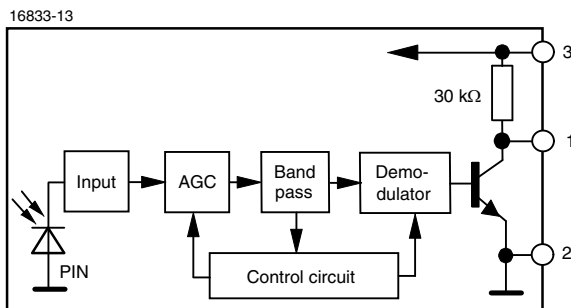 16833-13
3
30 kΩ
1
Input
AGC
Band
pass
Demo-
dulator
2
PIN
Control circuit